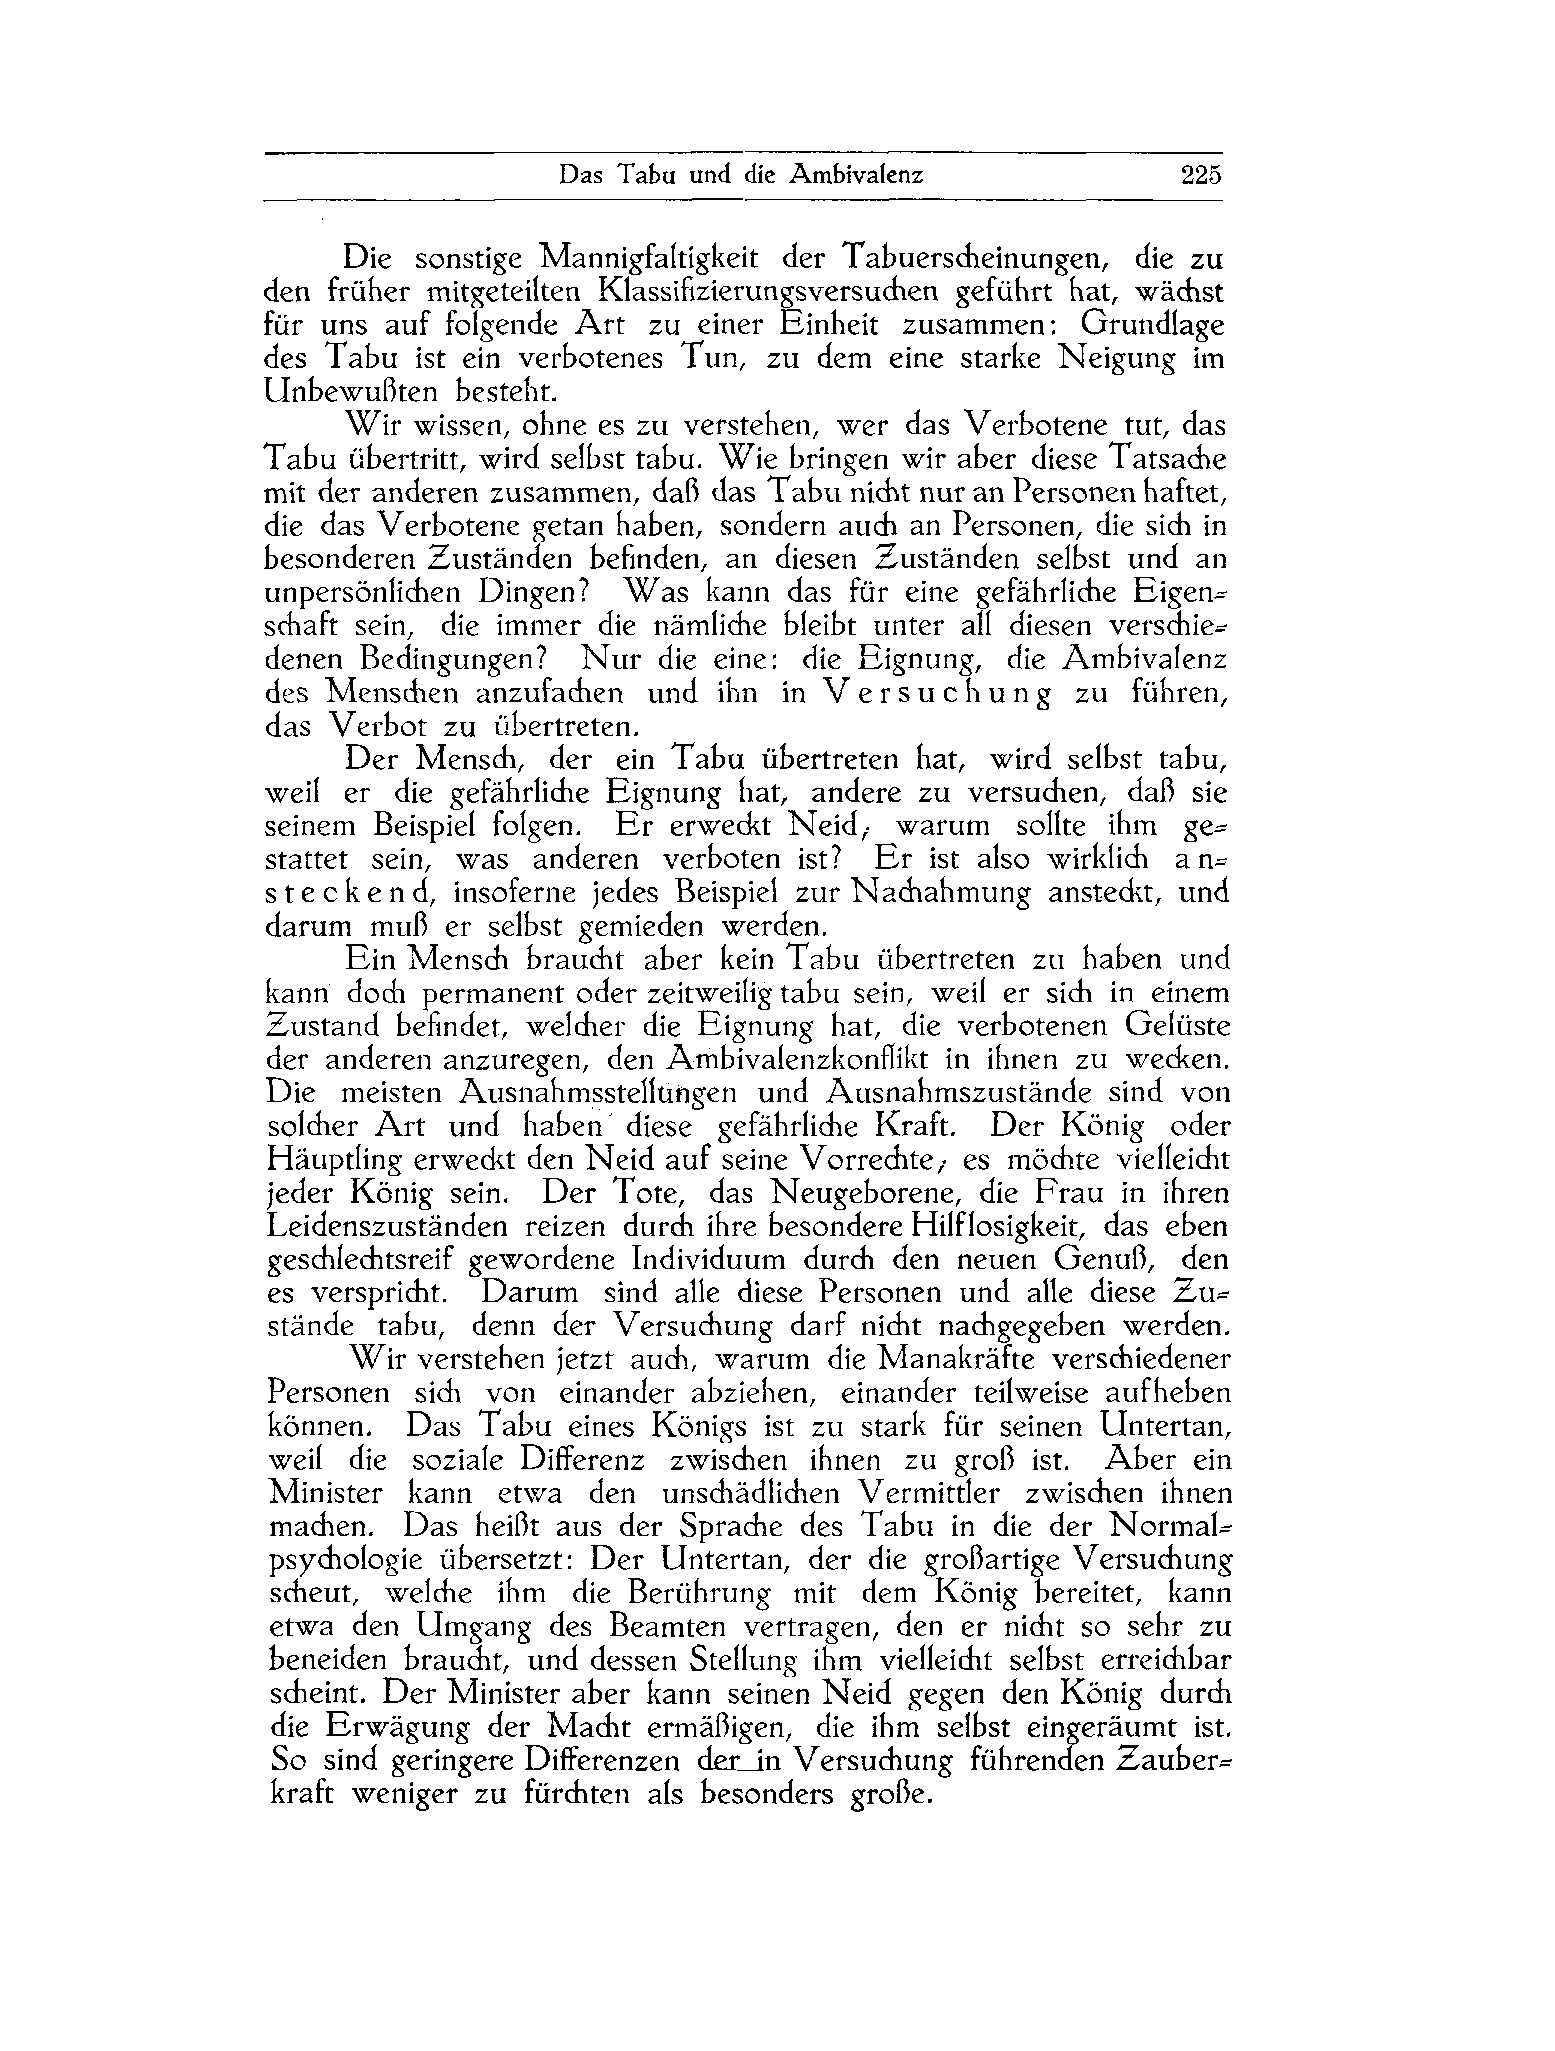 Das Tabu und die Ambivalenz 225
Die sonstige Mannigfaltigkeit der Tabuerscheinungen, die zu
den früher mitgeteilten Klassifizierungsversuchen geführt hat, wächst
für uns auf folgende Art zu einer Einheit zusammen: Grundlage
des Tabu ist ein verbotenes Tun, zu dem eine starke Neigung im
Unbewußten besteht.
Wir wissen, ohne es zu verstehen, wer das Verbotene tut, das
Tabu übertritt, wird selbst tabu. Wie bringen wir aber diese Tatsache
mit der anderen zusammen, daß das Tabu nicht nur an Personen haftet,
die das Verbotene getan haben, sondern auch an Personen, die sich in
besonderen Zuständen befinden, an diesen Zuständen selbst und an
unpersönlichen Dingen? Was kann das für eine gefährliche Eigen-
schaft sein, die immer die nämliche bleibt unter all diesen verschie-
denen Bedingungen? Nur die eine: die Eignung, die Ambivalenz
des Menschen anzufachen und ihn in Versuchung zu führen,
das Verbot zu übertreten.
Der Mensch, der ein Tabu übertreten hat, wird selbst tabu,
weil er die gefährliche Eignung hat, andere zu versuchen, daß sie
seinem Beispiel folgen. Er erweckt Neid; warum sollte ihm ge-
stattet sein, was anderen verboten ist? Er ist also wirklich an-
steckend, insoferne jedes Beispiel zur Nachahmung ansteckt, und
darum muß er selbst gemieden werden.
Ein Mensch braucht aber kein Tabu übertreten zu haben und
kann doch permanent oder zeitweilig tabu sein, weil er sich in einem
Zustand befindet, welcher die Eignung hat, die verbotenen Gelüste
der anderen anzuregen, den Ambivalenzkonflikt in ihnen zu wecken.
Die meisten Ausnahmsstellungen und Ausnahmszustände sind von
solcher Art und haben diese gefährliche Kraft. Der König oder
Häuptling erweckt den Neid auf seine Vorrechte; es möchte vielleicht
jeder König sein. Der Tote, das Neugeborene, die Frau in ihren
Leidenszuständen reizen durch ihre besondere Hilflosigkeit, das eben
geschlechtsreif gewordene Individuum durch den neuen Genuß, den
es verspricht. Darum sind alle diese Personen und alle diese Zu-
stände tabu, denn der Versuchung darf nicht nachgegeben werden.
Wir verstehen jetzt auch, warum die Manakräfte verschiedener
Personen sich von einander abziehen, einander teilweise aufheben
können. Das Tabu eines Königs ist zu stark für seinen Untertan,
weil die soziale Differenz zwischen ihnen zu groß ist. Aber ein
Minister kann etwa den unschädlichen Vermittler zwischen ihnen
machen. Das heißt aus der Sprache des Tabu in die der Normal-
psychologie übersetzt: Der Untertan, der die großartige Versuchung
scheut, welche ihm die Berührung mit dem König bereitet, kann
etwa den Umgang des Beamten vertragen, den er nicht so sehr zu
beneiden braucht, und dessen Stellung ihm vielleicht selbst erreichbar
scheint. Der Minister aber kann seinen Neid gegen den König durch
die Erwägung der Macht ermäßigen, die ihm selbst eingeräumt ist.
So sind geringere Differenzen der in Versuchung führenden Zauber-
kraft weniger zu fürchten als besonders große.